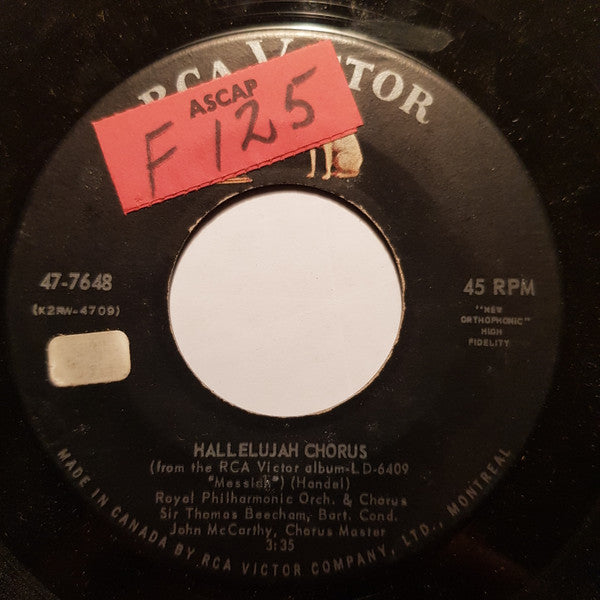 RCA VICTOR
ASCAP
F 125
47-7648
(K2RW-4709)
45 RPM
"NEW
ORTHOPHONIC"
HIGH
FIDELITY
HALLELUJAH CHORUS
(from the RCA Victor album-LD-6409
"Messiah") (Handel)
Royal Philharmonic Orch. & Chorus
Sir Thomas Beecham, Bart. Cond.
John McCarthy, Chorus Master
3:35
MADE IN CANADA BY RCA VICTOR COMPANY, LTD., MONTREAL